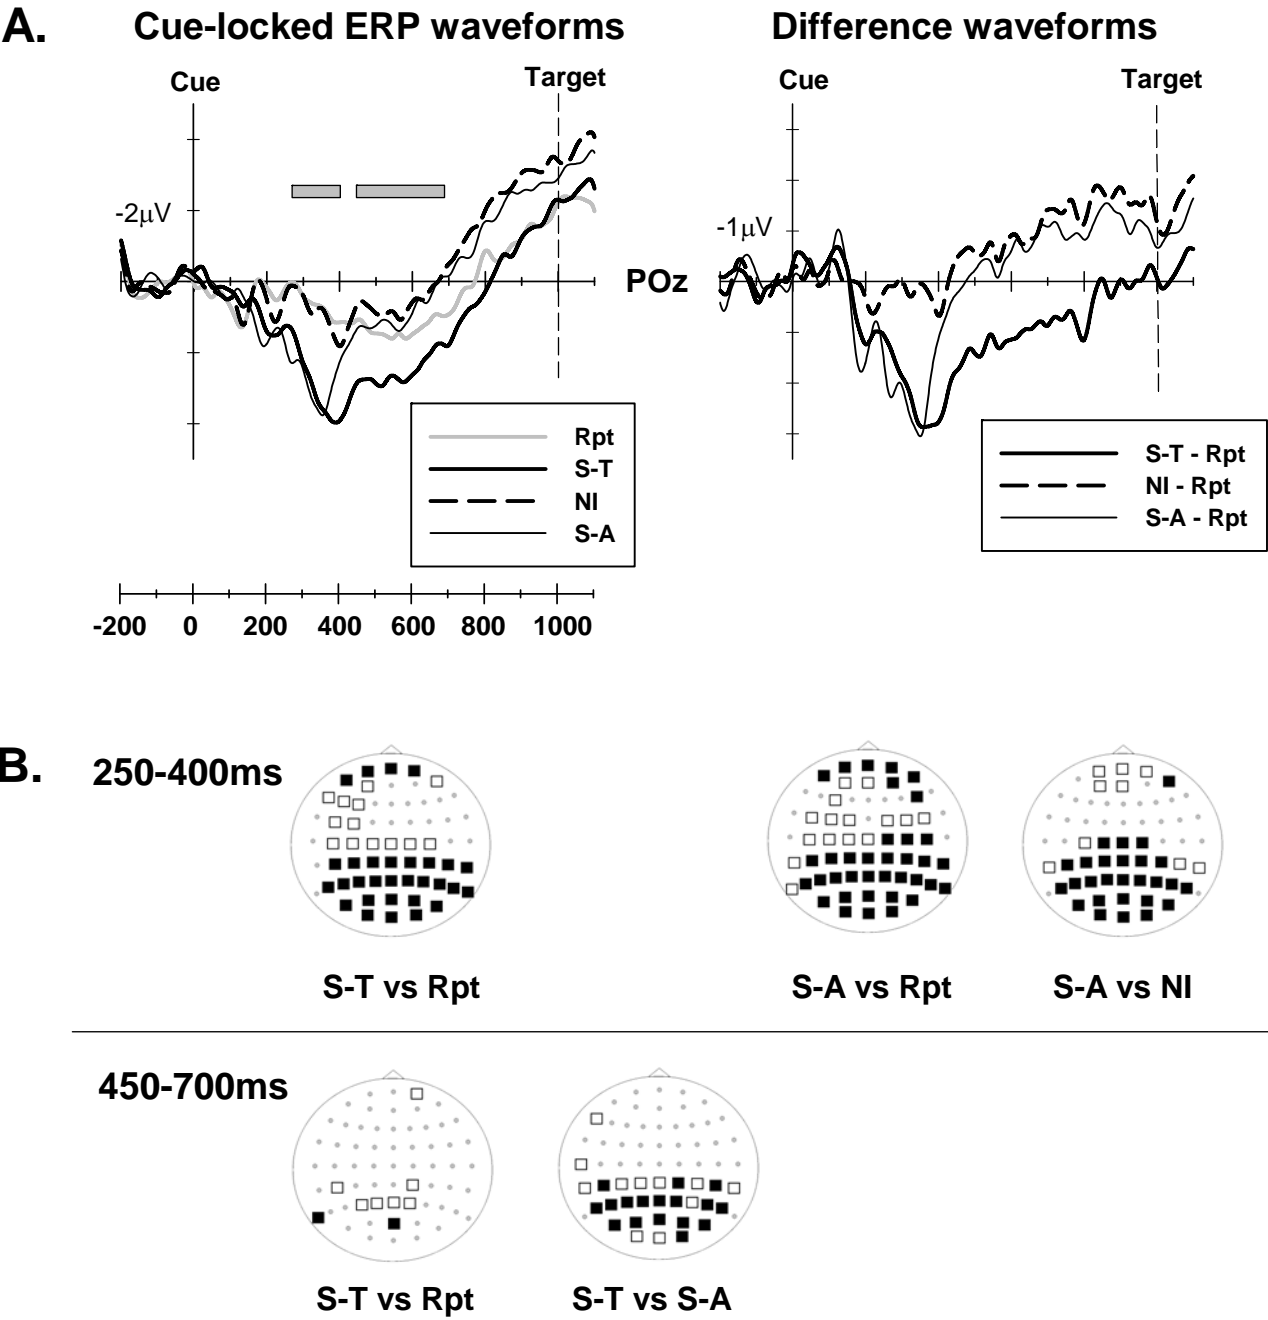 A.
Cue-locked ERP waveforms
Difference waveforms
Cue
Target
Cue
Target
-2µV
-1µV
POz
Rpt
S-T
NI
S-A
S-T - Rpt
NI - Rpt
S-A - Rpt
-200 0 200 400 600 800 1000
B.
250-400ms
S-T vs Rpt
S-A vs Rpt
S-A vs NI
450-700ms
S-T vs Rpt
S-T vs S-A